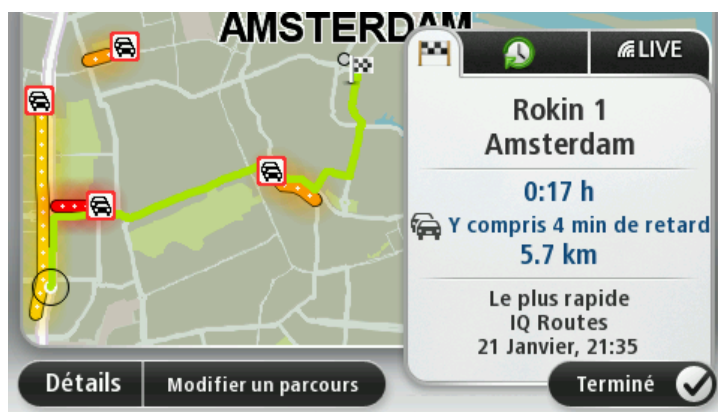 AMSTERDAM
LIVE
Rokin 1
Amsterdam
0:17 h
Y compris 4 min de retard
5.7 km
Le plus rapide
IQ Routes
21 Janvier, 21:35
Détails
Modifier un parcours
Terminé